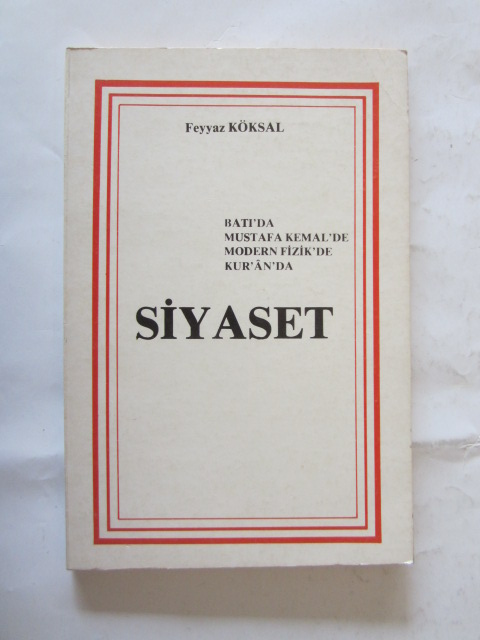 Feyyaz KÖKSAL
BATI'DA
MUSTAFA KEMAL'DE
MODERN FİZİK'DE
KUR'ÂN'DA
SİYASET